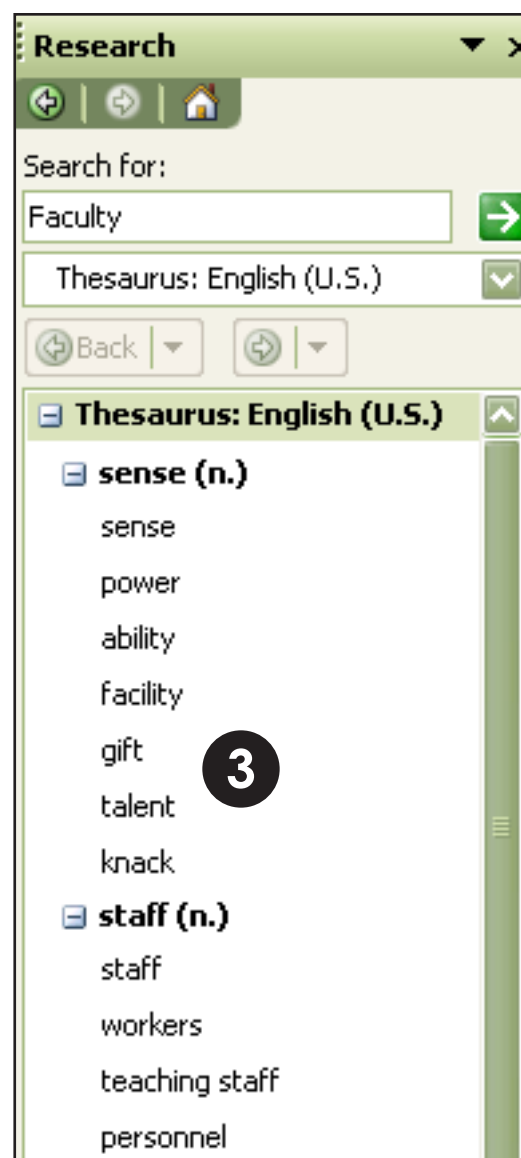 Research
Search for:
Faculty
Thesaurus: English (U.S.)
Back
Thesaurus: English (U.S.)
sense (n.)
sense
power
ability
facility
gift
3
talent
knack
staff (n.)
staff
workers
teaching staff
personnel